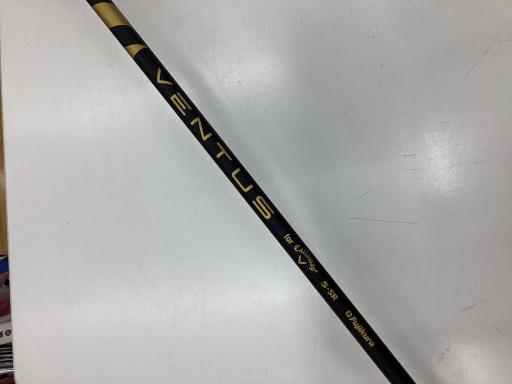 VENTUS
for Callaway
5-SR
Fujikura